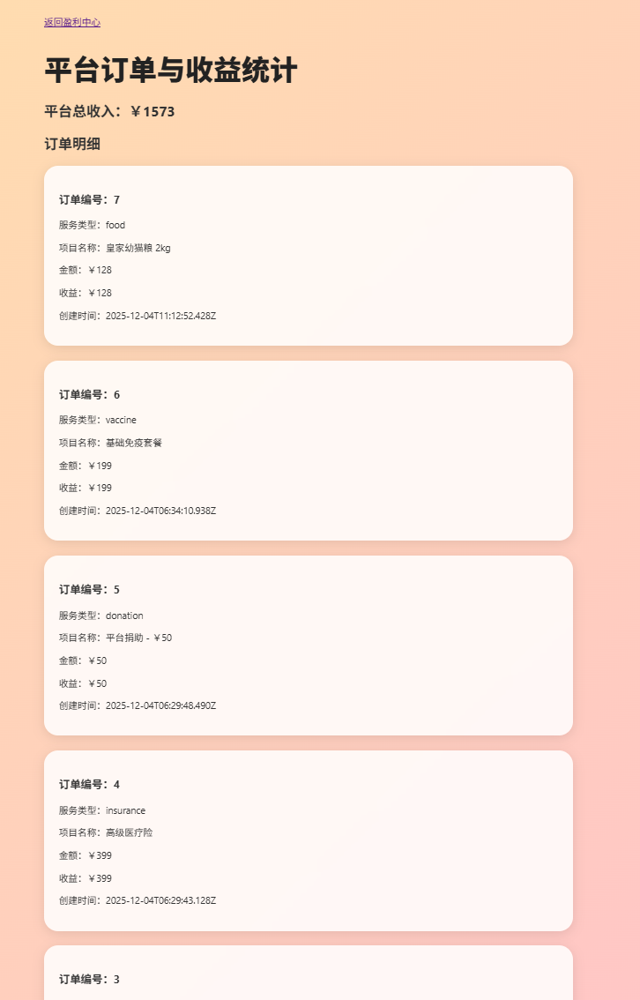 返回盈利中心
平台订单与收益统计
平台总收入：￥1573
订单明细
订单编号：7
服务类型：food
项目名称：皇家幼猫粮 2kg
金额：￥128
收益：￥128
创建时间：2025-12-04T11:12:52.428Z
订单编号：6
服务类型：vaccine
项目名称：基础免疫套餐
金额：￥199
收益：￥199
创建时间：2025-12-04T06:34:10.938Z
订单编号：5
服务类型：donation
项目名称：平台捐助 - ￥50
金额：￥50
收益：￥50
创建时间：2025-12-04T06:29:48.490Z
订单编号：4
服务类型：insurance
项目名称：高级医疗险
金额：￥399
收益：￥399
创建时间：2025-12-04T06:29:43.128Z
订单编号：3